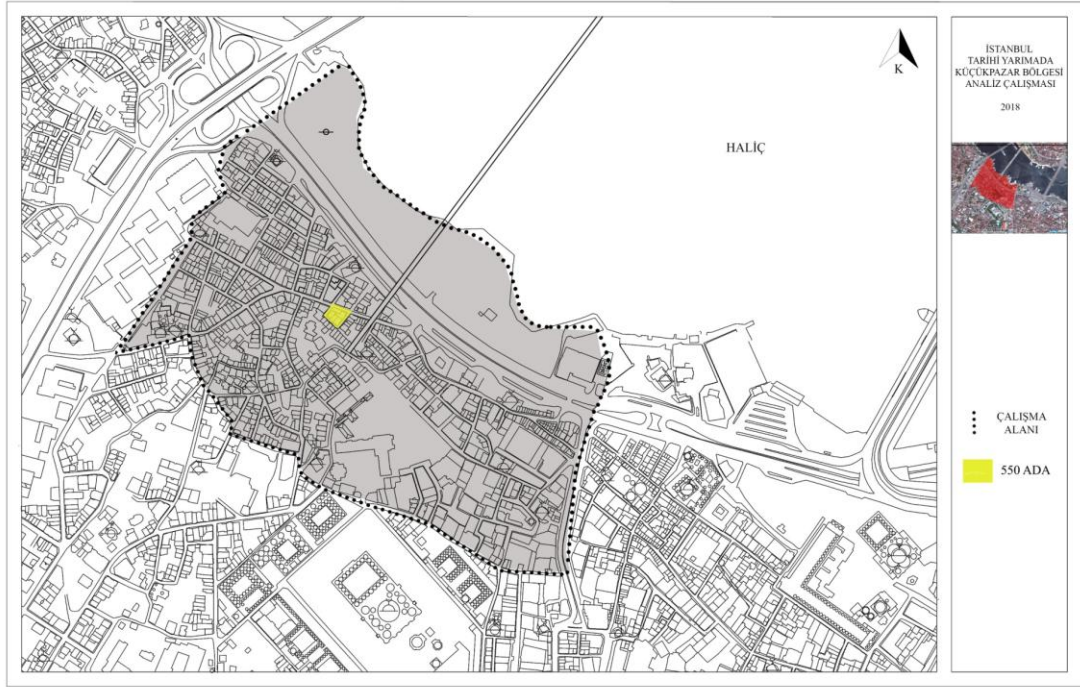 K
HALİÇ
İSTANBUL
TARİHİ YARIMADA
KÜÇÜKPAZAR BÖLGESİ
ANALİZ ÇALIŞMASI
2018
ÇALIŞMA
ALANI
550 ADA